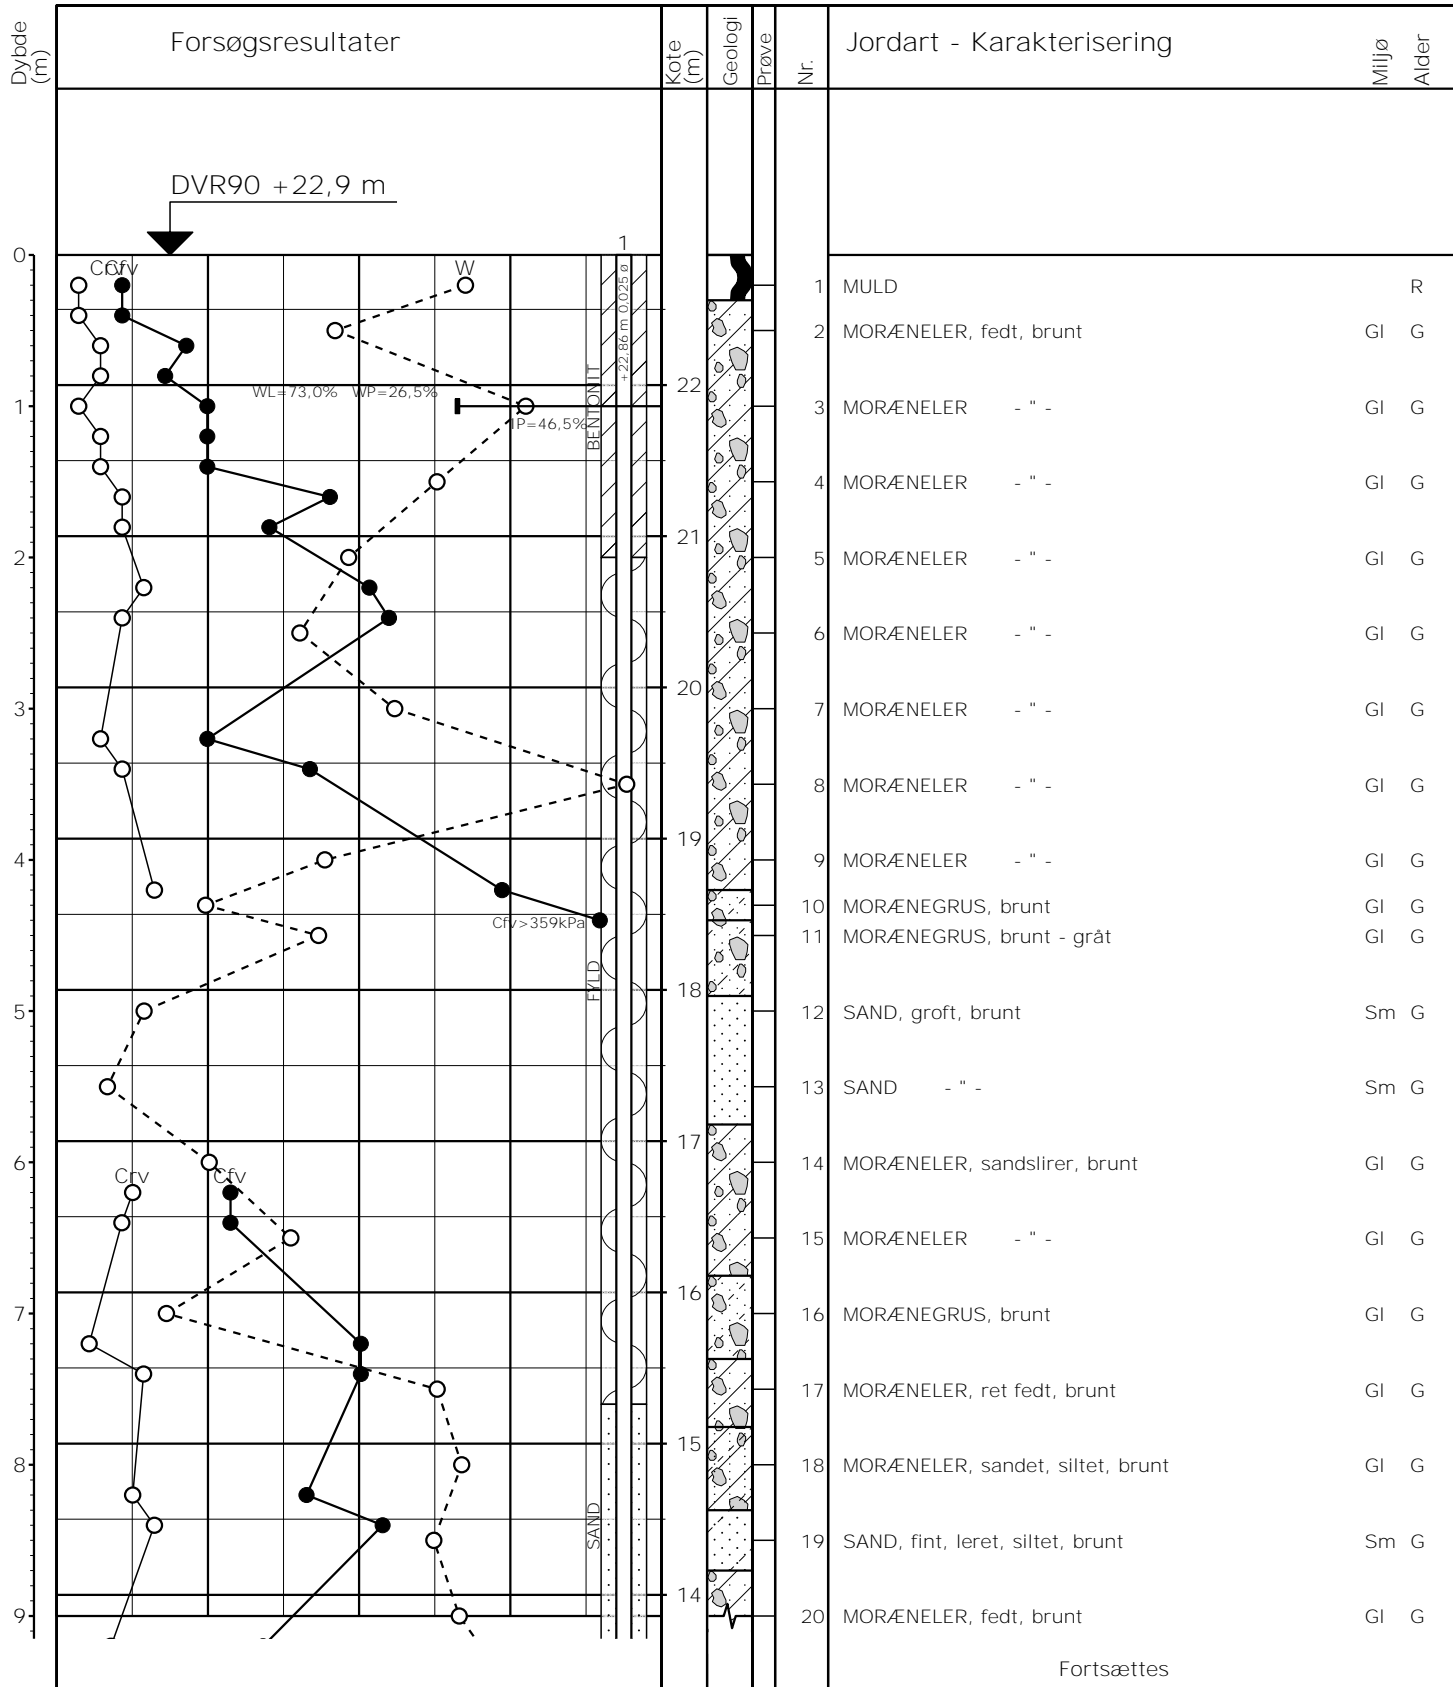 Dybde (m)
Forsøgsresultater
Kote (m)
Geologi
Prøve
Nr.
Jordart - Karakterisering
Miljø
Alder
DVR90 +22,9 m
1
0
Crv Cfv W
+22,86 m 0,025 ø
1 MULD R
2 MORÆNELER, fedt, brunt Gl G
22
WL=73,0% WP=26,5%
1
3 MORÆNELER - " - Gl G
IP=46,5%
BENTONIT
4 MORÆNELER - " - Gl G
21
2
5 MORÆNELER - " - Gl G
6 MORÆNELER - " - Gl G
20
3
7 MORÆNELER - " - Gl G
8 MORÆNELER - " - Gl G
19
4
9 MORÆNELER - " - Gl G
10 MORÆNEGRUS, brunt Gl G
Cfv>359kPa
11 MORÆNEGRUS, brunt - gråt Gl G
FYLD
18
5
12 SAND, groft, brunt Sm G
13 SAND - " - Sm G
17
6
14 MORÆNELER, sandslirer, brunt Gl G
Crv Cfv
15 MORÆNELER - " - Gl G
16
7
16 MORÆNEGRUS, brunt Gl G
17 MORÆNELER, ret fedt, brunt Gl G
15
8
18 MORÆNELER, sandet, siltet, brunt Gl G
SAND
19 SAND, fint, leret, siltet, brunt Sm G
14
9
20 MORÆNELER, fedt, brunt Gl G
Fortsættes